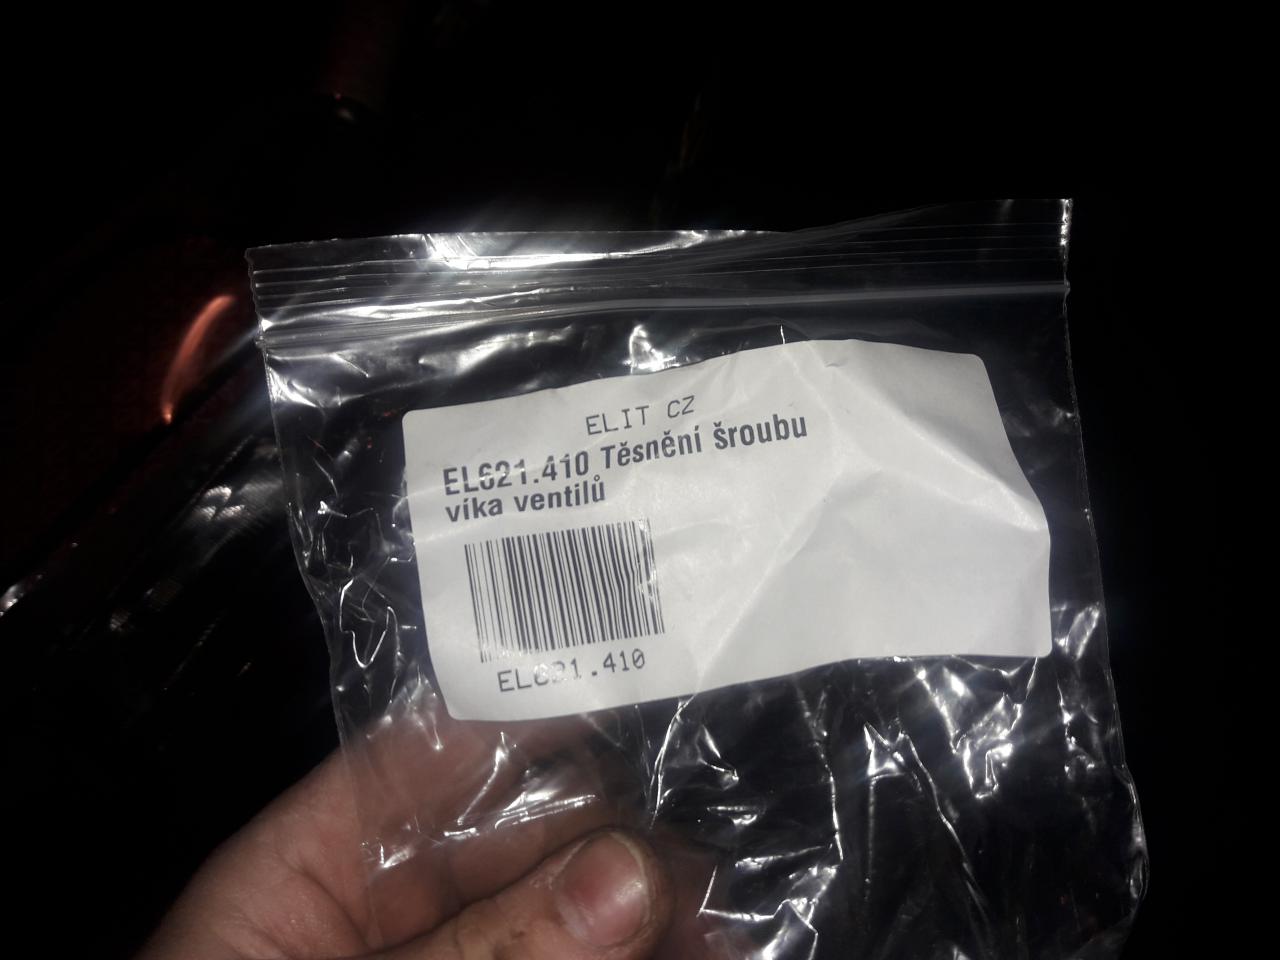 ELIT CZ
EL621.410 Těsnění šroubu
víka ventilů
EL621.410